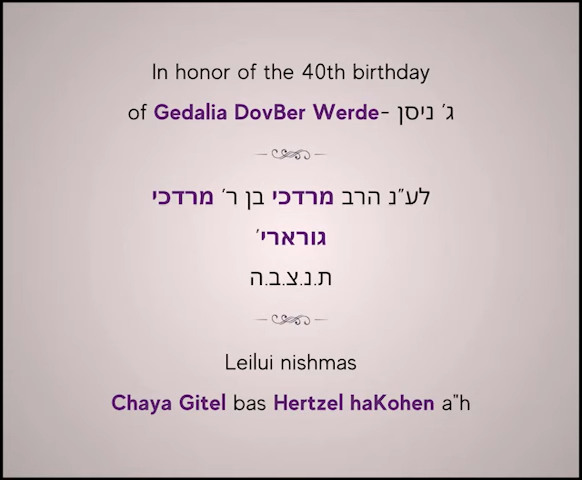 In honor of the 40th birthday
of Gedalia DovBer Werde- ג׳ ניסן
לע״נ הרב מרדכי בן ר׳ מרדכי
גורארי׳
ת.נ.צ.ב.ה
Leilui nishmas
Chaya Gitel bas Hertzel haKohen a"h